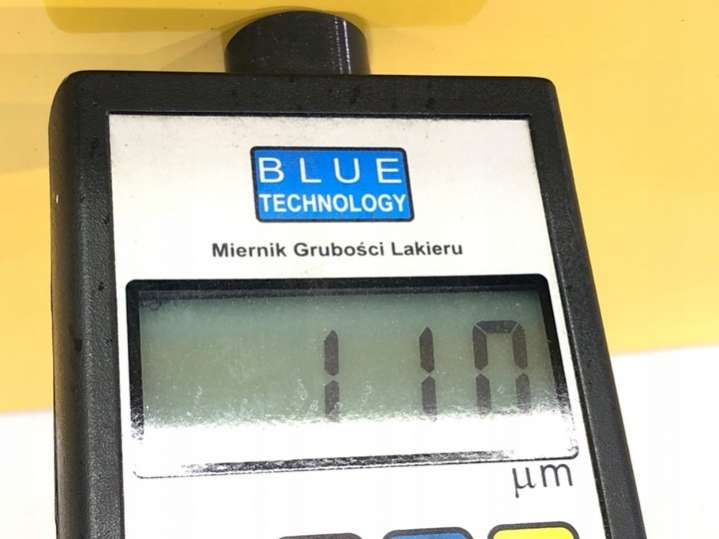 BLUE
TECHNOLOGY
Miernik Grubości Lakieru
110
μm